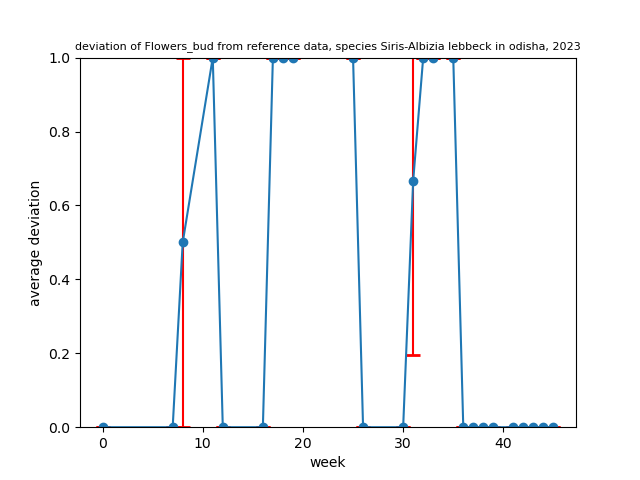 deviation of Flowers_bud from reference data, species Siris-Albizia lebbeck in odisha, 2023
1.0
0.8
0.6
0.4
0.2
0.0
average deviation
0 10 20 30 40
week